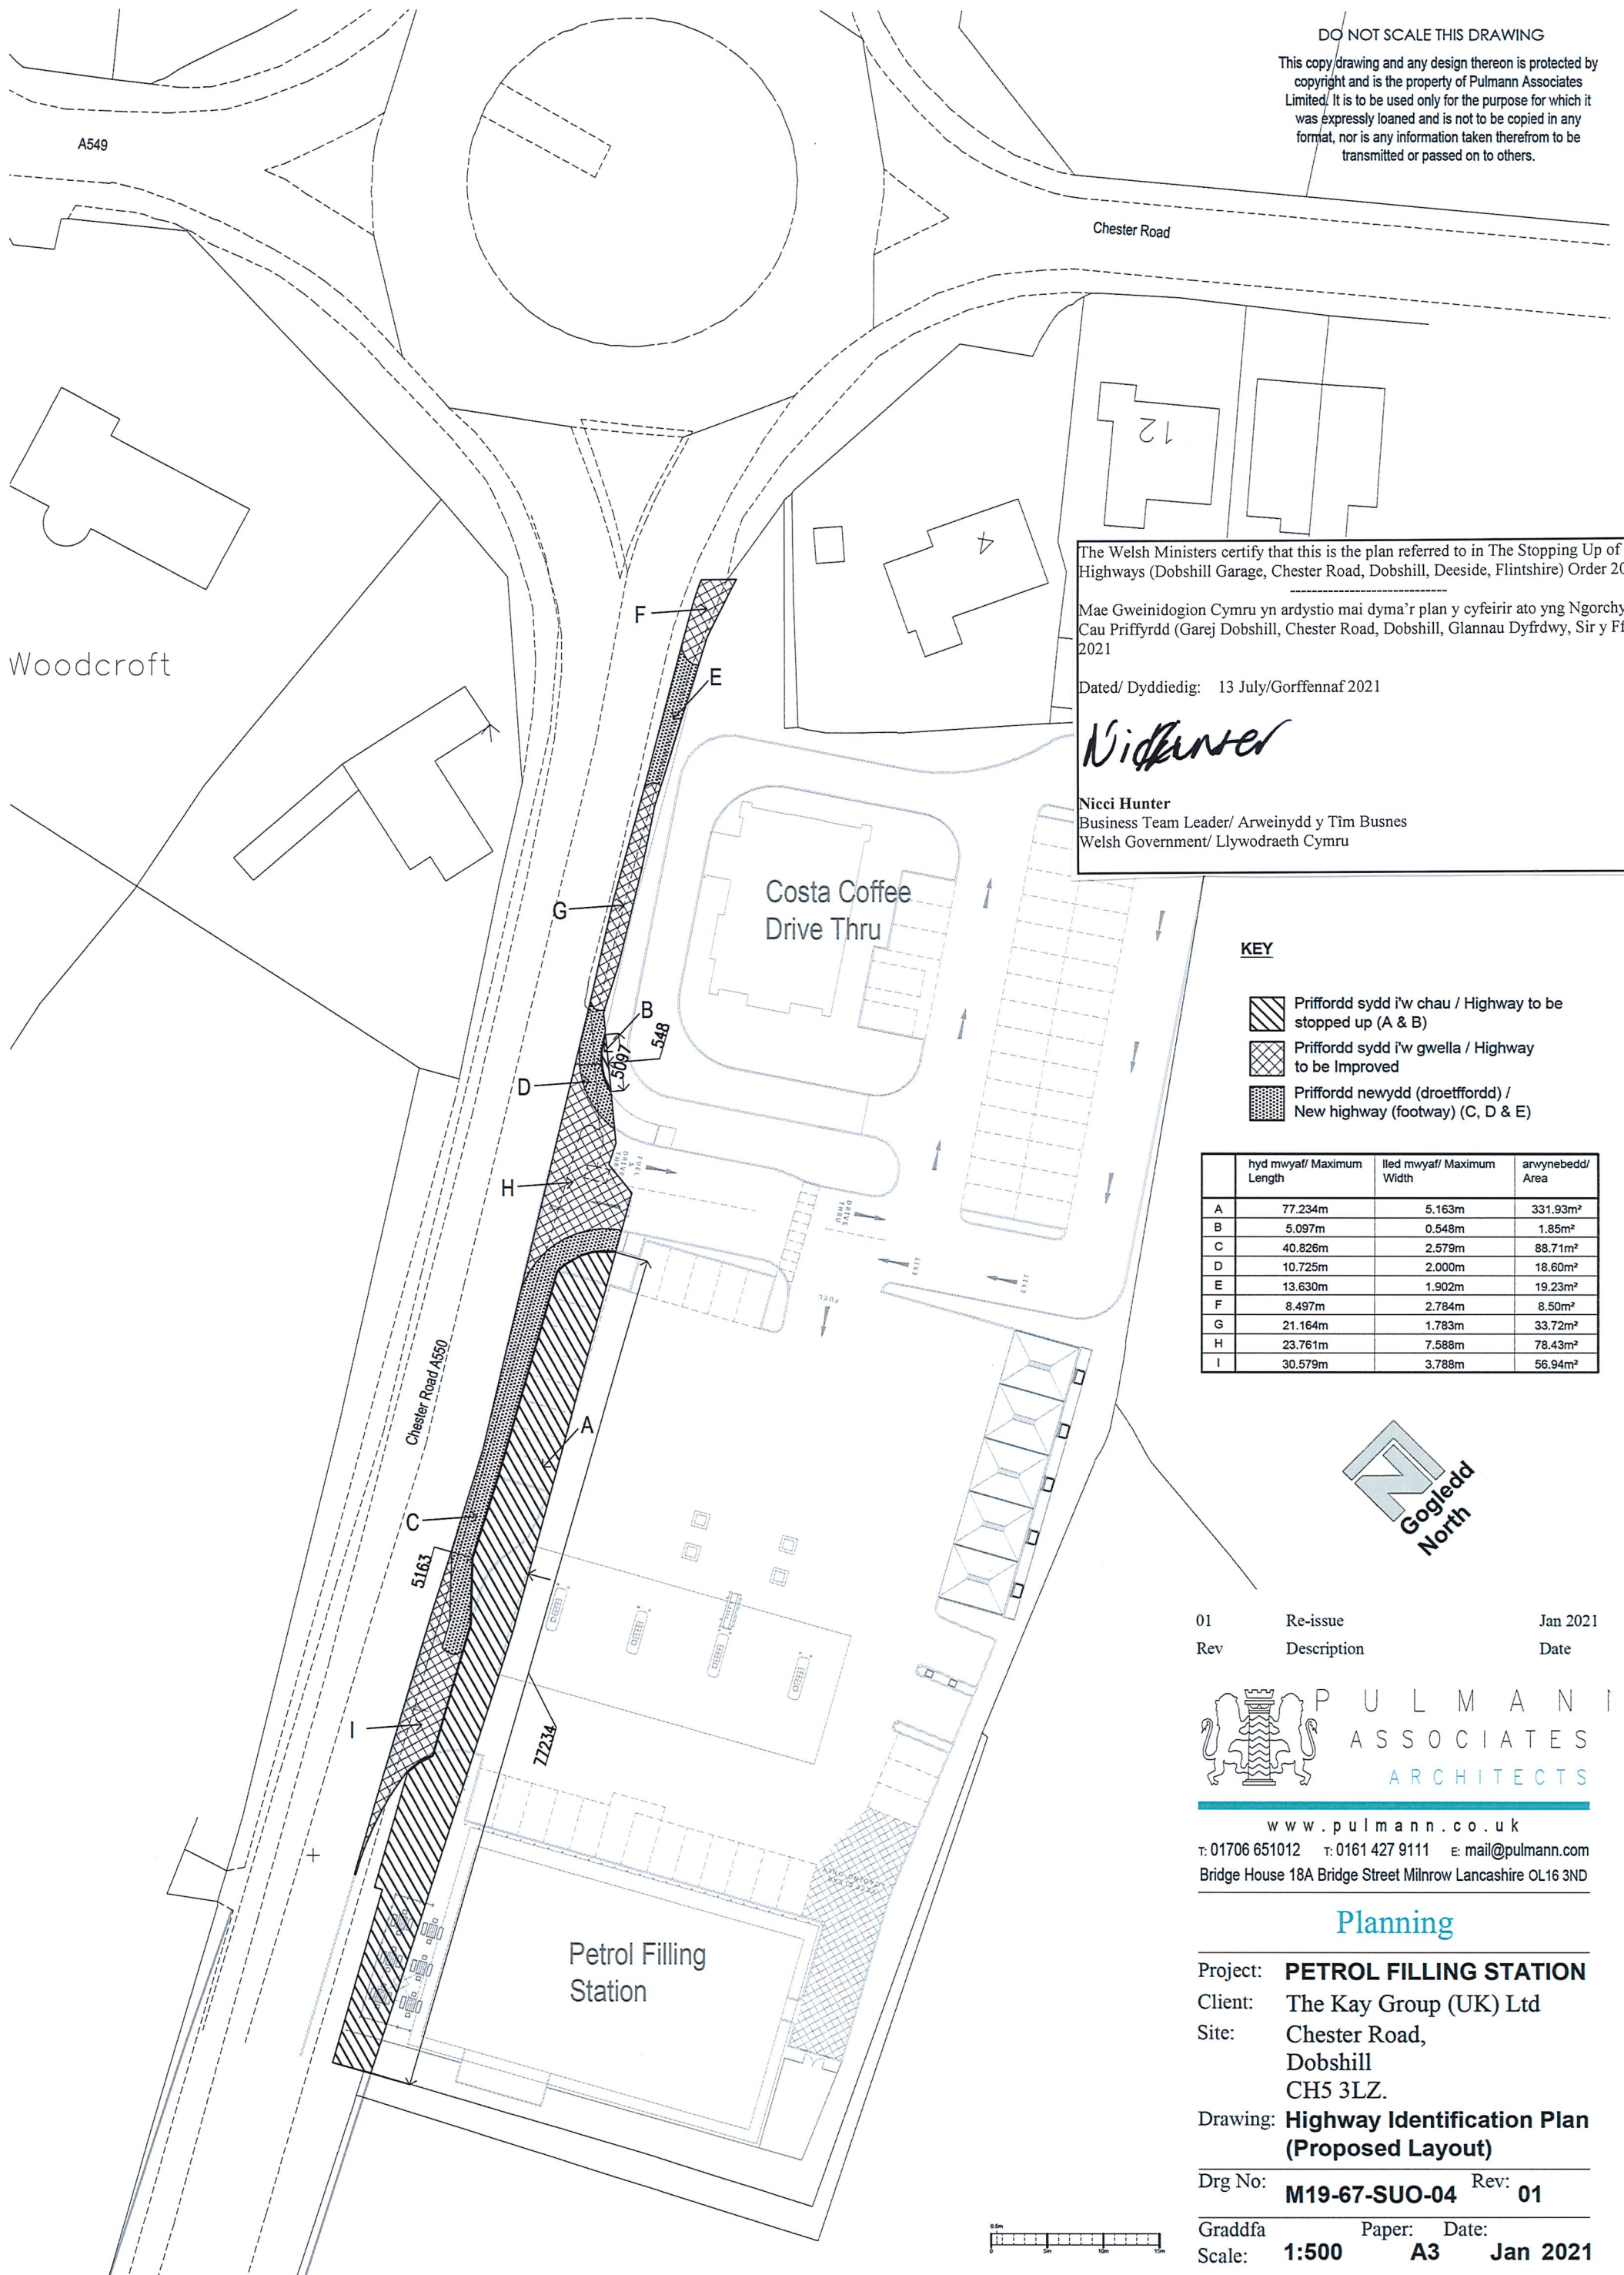 DO NOT SCALE THIS DRAWING
This copy drawing and any design thereon is protected by
copyright and is the property of Pulmann Associates
Limited. It is to be used only for the purpose for which it
was expressly loaned and is not to be copied in any
format, nor is any information taken therefrom to be
transmitted or passed on to others.
A549
Chester Road
12
4
The Welsh Ministers certify that this is the plan referred to in The Stopping Up of
Highways (Dobshill Garage, Chester Road, Dobshill, Deeside, Flintshire) Order 20
Mae Gweinidogion Cymru yn ardystio mai dyma'r plan y cyfeirir ato yng Ngorchy
Cau Priffyrdd (Garej Dobshill, Chester Road, Dobshill, Glannau Dyfrdwy, Sir y Ff
2021
Dated/ Dyddiedig: 13 July/Gorffennaf 2021
Nicci Hunter
Business Team Leader/ Arweinydd y Tîm Busnes
Welsh Government/ Llywodraeth Cymru
Woodcroft
F
E
G
Costa Coffee
Drive Thru
B
548
5097
D
H
FUEL
&
DRIVE
THRU
DRIVE
THRU
EXIT
EXIT
FUEL
Chester Road A550
A
C
5163
I
77234
Petrol Filling
Station
KEY
Priffordd sydd i'w chau / Highway to be
stopped up (A & B)
Priffordd sydd i'w gwella / Highway
to be Improved
Priffordd newydd (droetffordd) /
New highway (footway) (C, D & E)
hyd mwyaf/ Maximum Length lled mwyaf/ Maximum Width arwynebedd/ Area
A 77.234m 5.163m 331.93m²
B 5.097m 0.548m 1.85m²
C 40.826m 2.579m 88.71m²
D 10.725m 2.000m 18.60m²
E 13.630m 1.902m 19.23m²
F 8.497m 2.784m 8.50m²
G 21.164m 1.783m 33.72m²
H 23.761m 7.588m 78.43m²
I 30.579m 3.788m 56.94m²
Gogledd
North
01 Re-issue Jan 2021
Rev Description Date
PULMANN
ASSOCIATES
ARCHITECTS
www.pulmann.co.uk
T: 01706 651012 T: 0161 427 9111 E: mail@pulmann.com
Bridge House 18A Bridge Street Milnrow Lancashire OL16 3ND
Planning
Project: PETROL FILLING STATION
Client: The Kay Group (UK) Ltd
Site: Chester Road,
Dobshill
CH5 3LZ.
Drawing: Highway Identification Plan
(Proposed Layout)
Drg No: M19-67-SUO-04 Rev: 01
Graddfa Paper: Date:
Scale: 1:500 A3 Jan 2021
0.5m
0 5m 10m 15m